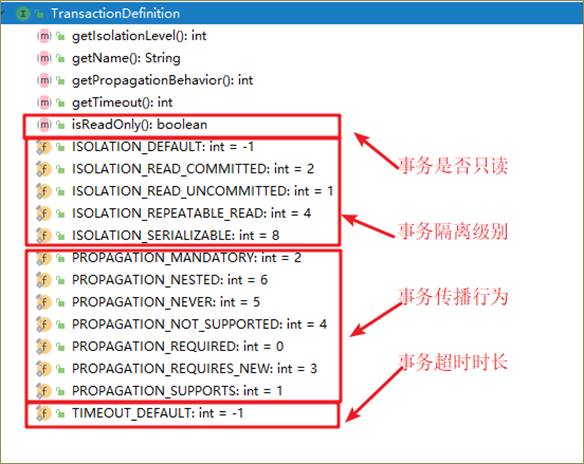 TransactionDefinition
getIsolationLevel(): int
getName(): String
getPropagationBehavior(): int
getTimeout(): int
isReadOnly(): boolean
ISOLATION_DEFAULT: int = -1
事务是否只读
ISOLATION_READ_COMMITTED: int = 2
ISOLATION_READ_UNCOMMITTED: int = 1
ISOLATION_REPEATABLE_READ: int = 4
事务隔离级别
ISOLATION_SERIALIZABLE: int = 8
PROPAGATION_MANDATORY: int = 2
PROPAGATION_NESTED: int = 6
PROPAGATION_NEVER: int = 5
事务传播行为
PROPAGATION_NOT_SUPPORTED: int = 4
PROPAGATION_REQUIRED: int = 0
事务超时时长
PROPAGATION_REQUIRES_NEW: int = 3
PROPAGATION_SUPPORTS: int = 1
TIMEOUT_DEFAULT: int = -1